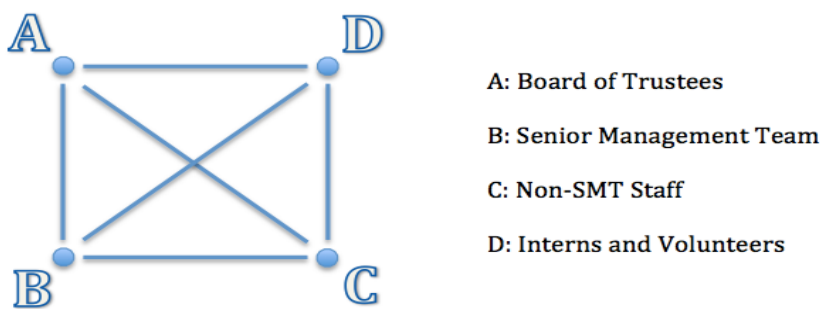 A
D
A: Board of Trustees
B: Senior Management Team
C: Non-SMT Staff
D: Interns and Volunteers
B
C